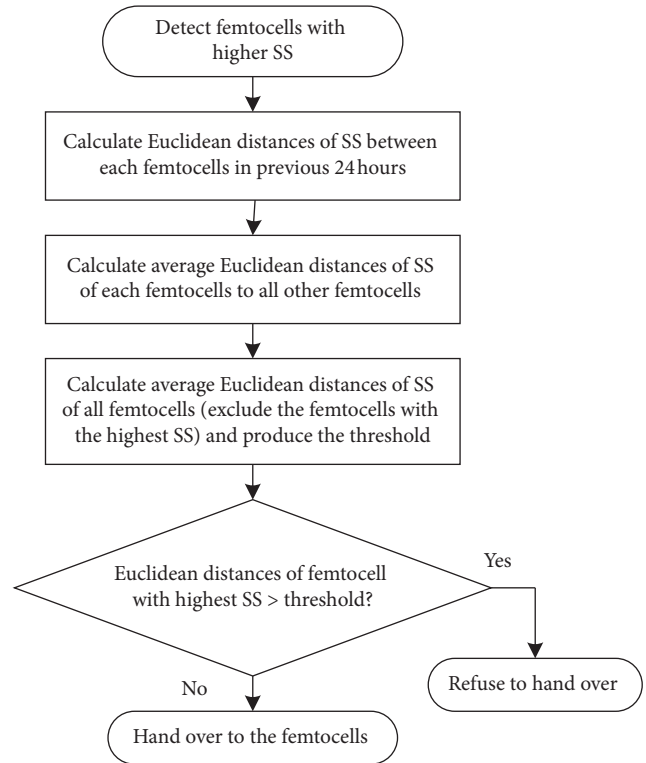 Detect femtocells with
higher SS
Calculate Euclidean distances of SS between
each femtocells in previous 24 hours
Calculate average Euclidean distances of SS
of each femtocells to all other femtocells
Calculate average Euclidean distances of SS
of all femtocells (exclude the femtocells with
the highest SS) and produce the threshold
Euclidean distances of femtocell
with highest SS > threshold?
Yes
Refuse to hand over
No
Hand over to the femtocells